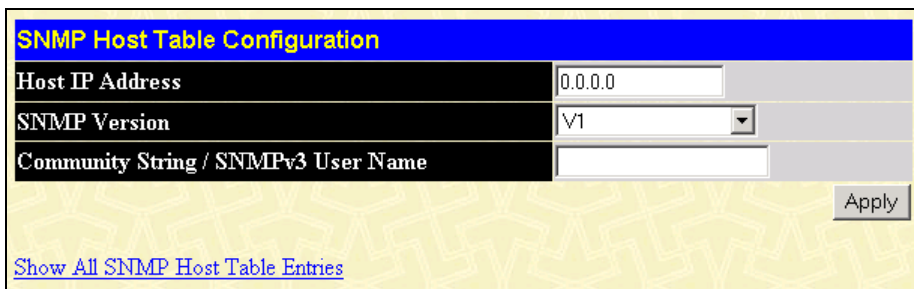 SNMP Host Table Configuration
Host IP Address 0.0.0.0
SNMP Version V1
Community String / SNMPv3 User Name
Apply
Show All SNMP Host Table Entries